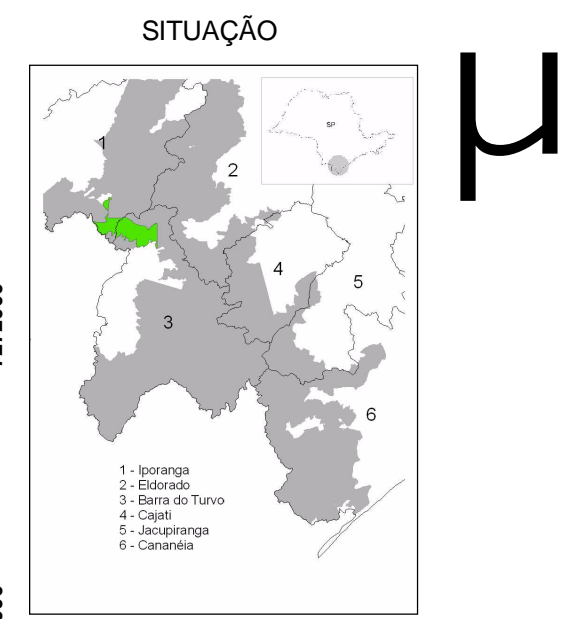 SITUAÇÃO
µ
SP
1
2
4
5
3
6
1 - Iporanga
2 - Eldorado
3 - Barra do Turvo
4 - Cajati
5 - Jacupiranga
6 - Cananéia